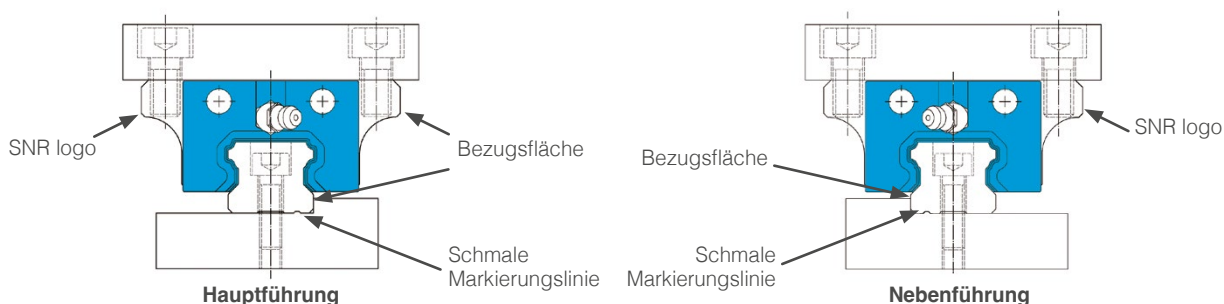 SNR logo
Bezugsfläche
Schmale
Markierungslinie
Hauptführung
SNR logo
Bezugsfläche
Schmale
Markierungslinie
Nebenführung